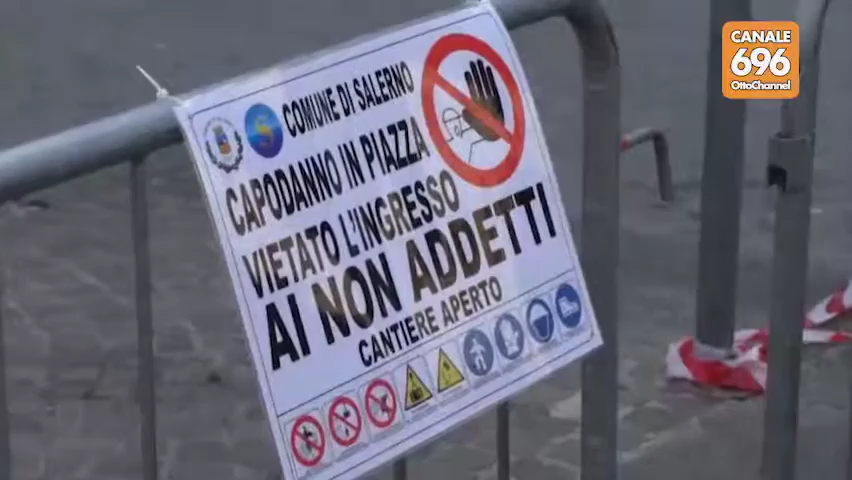 CANALE
696
OttoChannel
COMUNE DI SALERNO
CAPODANNO IN PIAZZA
VIETATO L'INGRESSO
AI NON ADDETTI
CANTIERE APERTO